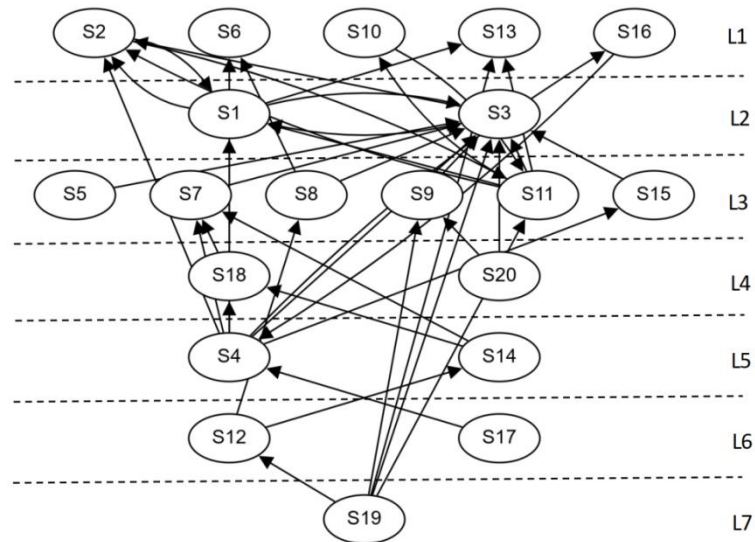 S2 S6 S10 S13 S16 L1
S1 S3 L2
S5 S7 S8 S9 S11 S15 L3
S18 S20 L4
S4 S14 L5
S12 S17 L6
S19 L7